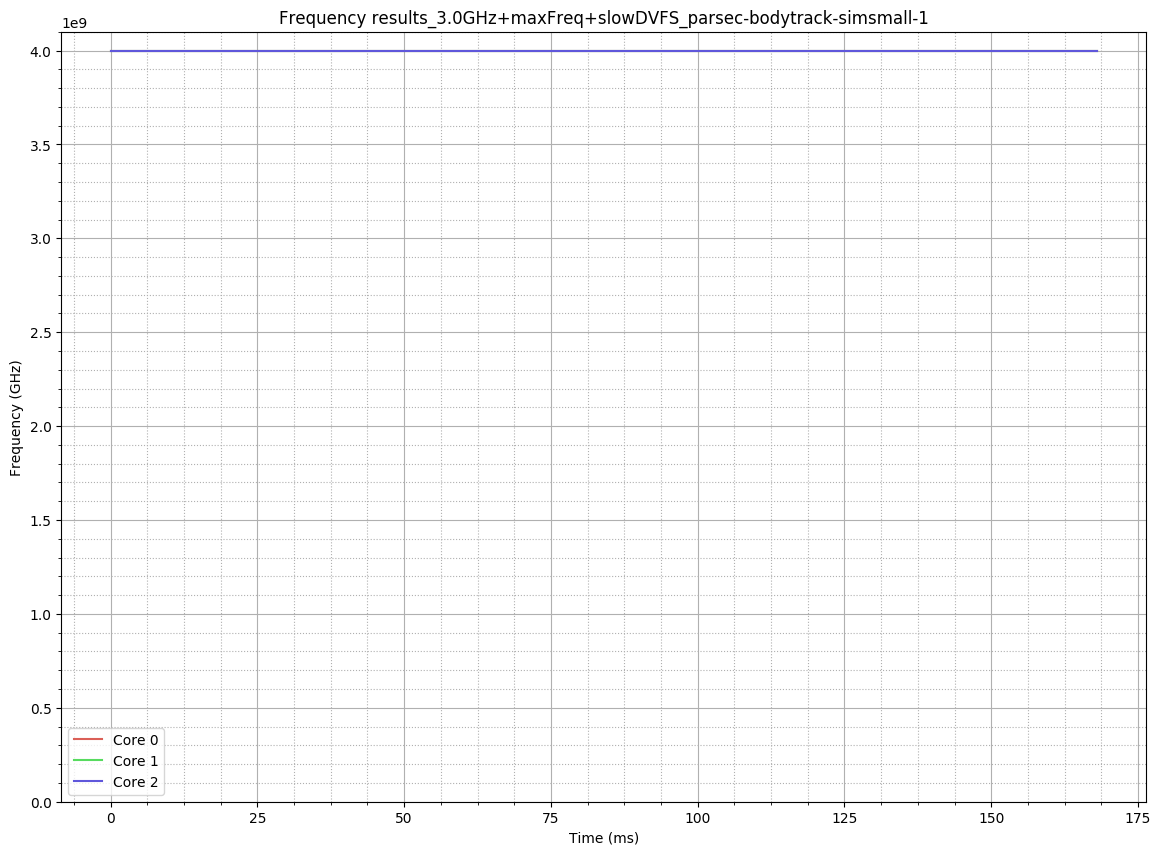 Frequency results_3.0GHz+maxFreq+slowDVFS_parsec-bodytrack-simsmall-1
1e9
4.0
3.5
3.0
2.5
2.0
1.5
1.0
0.5
0.0
Frequency (GHz)
Core 0
Core 1
Core 2
0 25 50 75 100 125 150 175
Time (ms)